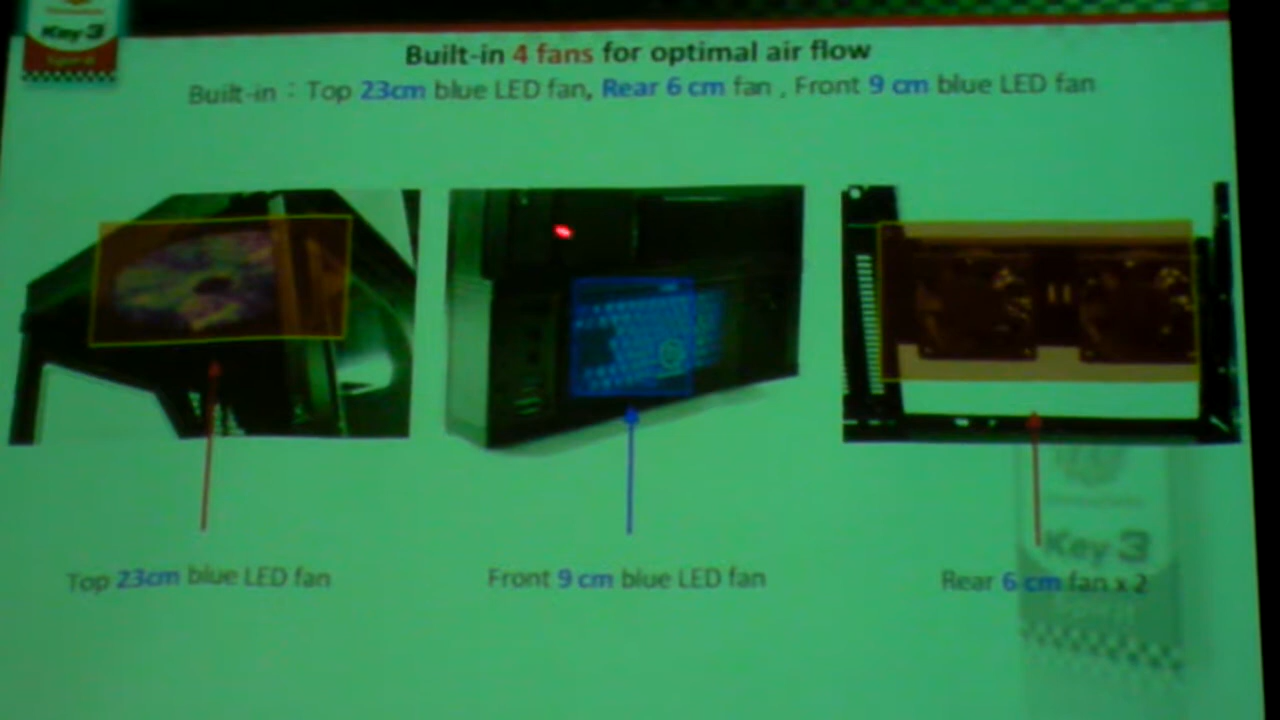 Key 3
Built-in 4 fans for optimal air flow
Built-in : Top 23cm blue LED fan, Rear 6 cm fan , Front 9 cm blue LED fan
Top 23cm blue LED fan
Front 9 cm blue LED fan
Rear 6 cm fan x 2
Key 3